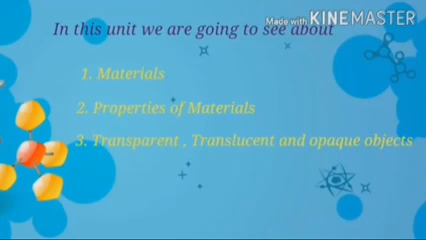 Made with KINEMASTER
In this unit we are going to see about
1. Materials
2. Properties of Materials
3. Transparent , Translucent and opaque objects